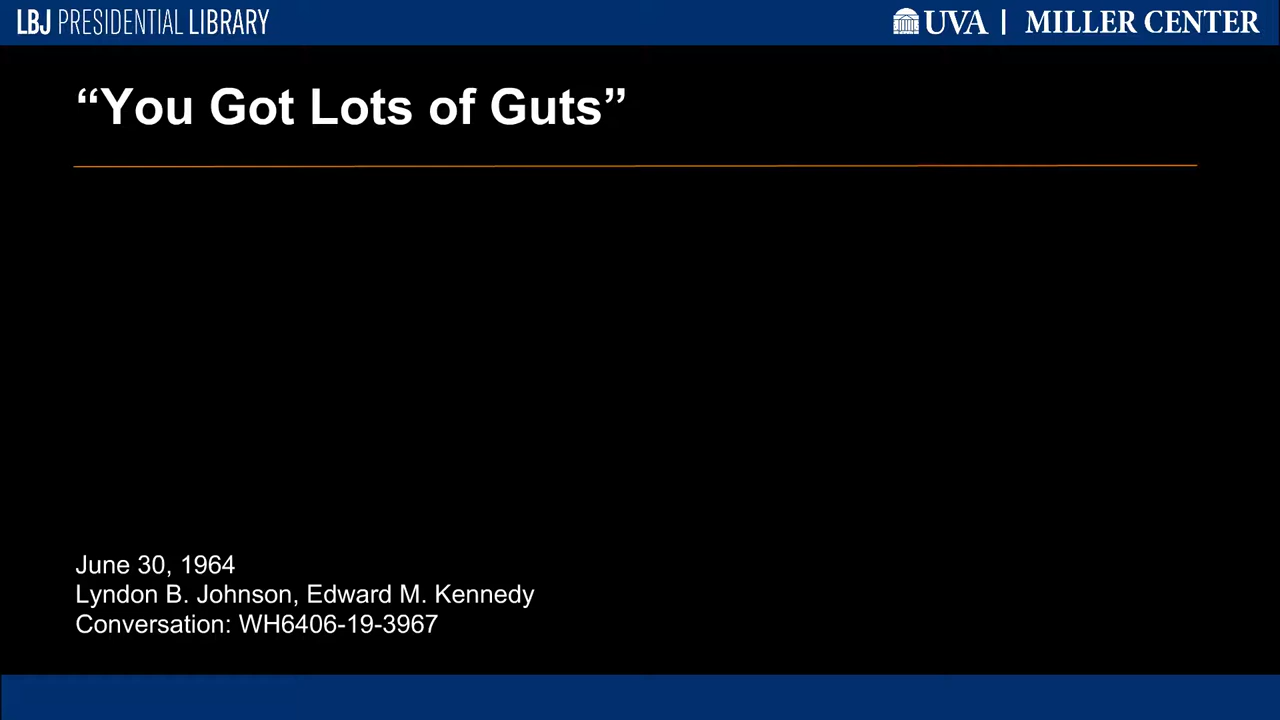 LBJ PRESIDENTIAL LIBRARY
UVA | MILLER CENTER
“You Got Lots of Guts”
June 30, 1964
Lyndon B. Johnson, Edward M. Kennedy
Conversation: WH6406-19-3967